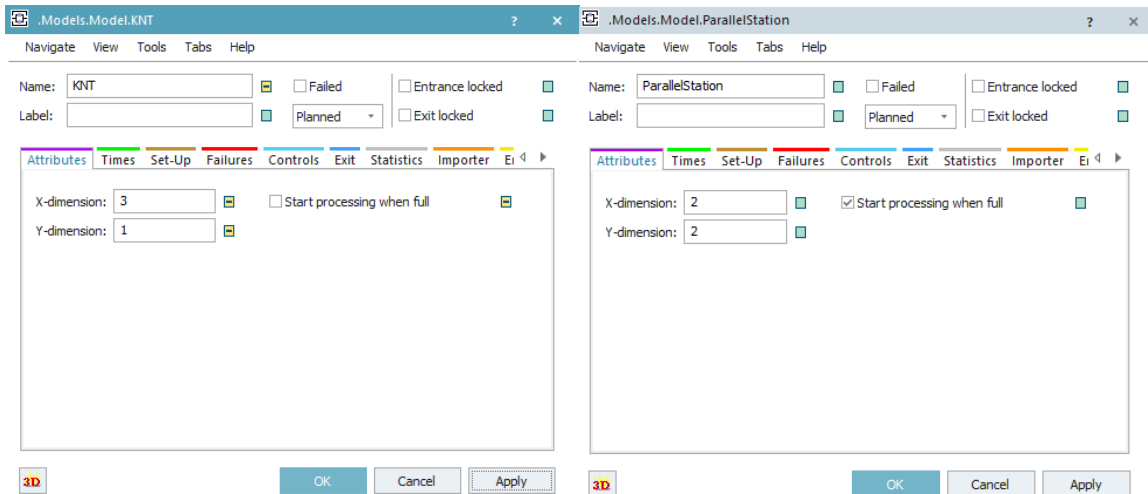 .Models.Model.KNT ? ×
Navigate View Tools Tabs Help
Name: KNT Failed Entrance locked
Label: Planned Exit locked
Attributes Times Set-Up Failures Controls Exit Statistics Importer
X-dimension: 3 Start processing when full
Y-dimension: 1
3D OK Cancel Apply
.Models.Model.ParallelStation ? ×
Navigate View Tools Tabs Help
Name: ParallelStation Failed Entrance locked
Label: Planned Exit locked
Attributes Times Set-Up Failures Controls Exit Statistics Importer
X-dimension: 2 Start processing when full
Y-dimension: 2
3D OK Cancel Apply